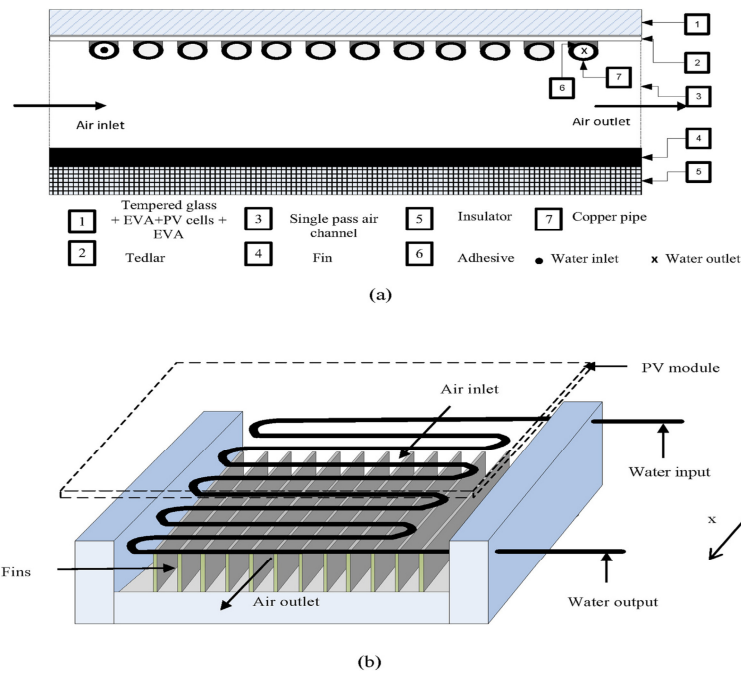 1
2
x
6
7
3
Air inlet
Air outlet
4
5
1 Tempered glass + EVA+PV cells + EVA
3 Single pass air channel
5 Insulator
7 Copper pipe
2 Tedlar
4 Fin
6 Adhesive
● Water inlet
x Water outlet
(a)
PV module
Air inlet
Water input
x
Fins
Air outlet
Water output
(b)